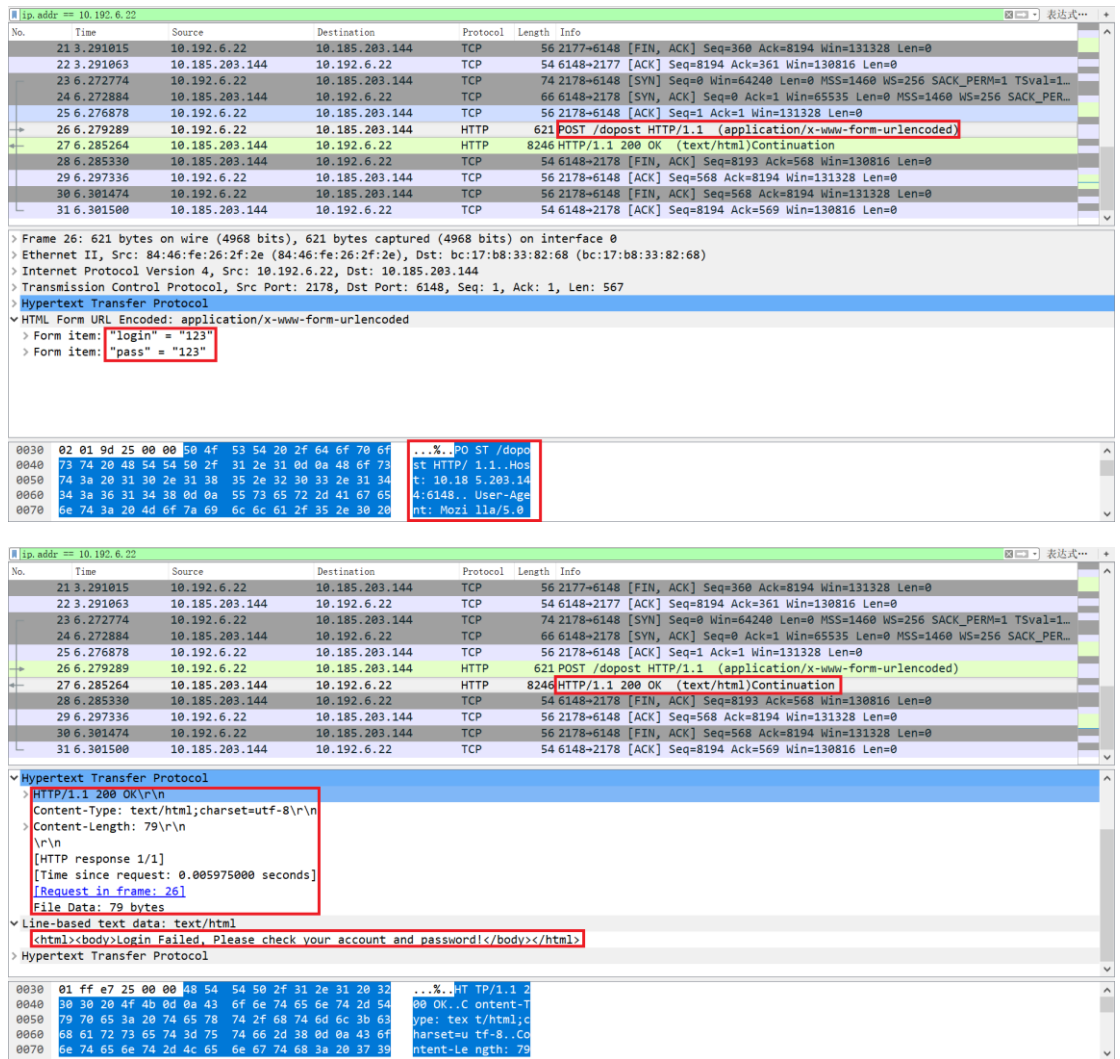 ip.addr == 10.192.6.22 表达式… +
No. Time Source Destination Protocol Length Info
21 3.291015 10.192.6.22 10.185.203.144 TCP 56 2177→6148 [FIN, ACK] Seq=360 Ack=8194 Win=131328 Len=0
22 3.291063 10.185.203.144 10.192.6.22 TCP 54 6148→2177 [ACK] Seq=8194 Ack=361 Win=130816 Len=0
23 6.272774 10.192.6.22 10.185.203.144 TCP 74 2178→6148 [SYN] Seq=0 Win=64240 Len=0 MSS=1460 WS=256 SACK_PERM=1 TSval=1…
24 6.272884 10.185.203.144 10.192.6.22 TCP 66 6148→2178 [SYN, ACK] Seq=0 Ack=1 Win=65535 Len=0 MSS=1460 WS=256 SACK_PER…
25 6.276878 10.192.6.22 10.185.203.144 TCP 56 2178→6148 [ACK] Seq=1 Ack=1 Win=131328 Len=0
26 6.279289 10.192.6.22 10.185.203.144 HTTP 621 POST /dopost HTTP/1.1 (application/x-www-form-urlencoded)
27 6.285264 10.185.203.144 10.192.6.22 HTTP 8246 HTTP/1.1 200 OK (text/html)Continuation
28 6.285330 10.185.203.144 10.192.6.22 TCP 54 6148→2178 [FIN, ACK] Seq=8193 Ack=568 Win=130816 Len=0
29 6.297336 10.192.6.22 10.185.203.144 TCP 56 2178→6148 [ACK] Seq=568 Ack=8194 Win=131328 Len=0
30 6.301474 10.192.6.22 10.185.203.144 TCP 56 2178→6148 [FIN, ACK] Seq=568 Ack=8194 Win=131328 Len=0
31 6.301500 10.185.203.144 10.192.6.22 TCP 54 6148→2178 [ACK] Seq=8194 Ack=569 Win=130816 Len=0
> Frame 26: 621 bytes on wire (4968 bits), 621 bytes captured (4968 bits) on interface 0
> Ethernet II, Src: 84:46:fe:26:2f:2e (84:46:fe:26:2f:2e), Dst: bc:17:b8:33:82:68 (bc:17:b8:33:82:68)
> Internet Protocol Version 4, Src: 10.192.6.22, Dst: 10.185.203.144
> Transmission Control Protocol, Src Port: 2178, Dst Port: 6148, Seq: 1, Ack: 1, Len: 567
> Hypertext Transfer Protocol
HTML Form URL Encoded: application/x-www-form-urlencoded
> Form item: "login" = "123"
> Form item: "pass" = "123"
0030 02 01 9d 25 00 00 50 4f 53 54 20 2f 64 6f 70 6f ...%..PO ST /dopo
0040 73 74 20 48 54 54 50 2f 31 2e 31 0d 0a 48 6f 73 st HTTP/ 1.1..Hos
0050 74 3a 20 31 30 2e 31 38 35 2e 32 30 33 2e 31 34 t: 10.18 5.203.14
0060 34 3a 36 31 34 38 0d 0a 55 73 65 72 2d 41 67 65 4:6148.. User-Age
0070 6e 74 3a 20 4d 6f 7a 69 6c 6c 61 2f 35 2e 30 20 nt: Mozi lla/5.0
ip.addr == 10.192.6.22 表达式… +
No. Time Source Destination Protocol Length Info
21 3.291015 10.192.6.22 10.185.203.144 TCP 56 2177→6148 [FIN, ACK] Seq=360 Ack=8194 Win=131328 Len=0
22 3.291063 10.185.203.144 10.192.6.22 TCP 54 6148→2177 [ACK] Seq=8194 Ack=361 Win=130816 Len=0
23 6.272774 10.192.6.22 10.185.203.144 TCP 74 2178→6148 [SYN] Seq=0 Win=64240 Len=0 MSS=1460 WS=256 SACK_PERM=1 TSval=1…
24 6.272884 10.185.203.144 10.192.6.22 TCP 66 6148→2178 [SYN, ACK] Seq=0 Ack=1 Win=65535 Len=0 MSS=1460 WS=256 SACK_PER…
25 6.276878 10.192.6.22 10.185.203.144 TCP 56 2178→6148 [ACK] Seq=1 Ack=1 Win=131328 Len=0
26 6.279289 10.192.6.22 10.185.203.144 HTTP 621 POST /dopost HTTP/1.1 (application/x-www-form-urlencoded)
27 6.285264 10.185.203.144 10.192.6.22 HTTP 8246 HTTP/1.1 200 OK (text/html)Continuation
28 6.285330 10.185.203.144 10.192.6.22 TCP 54 6148→2178 [FIN, ACK] Seq=8193 Ack=568 Win=130816 Len=0
29 6.297336 10.192.6.22 10.185.203.144 TCP 56 2178→6148 [ACK] Seq=568 Ack=8194 Win=131328 Len=0
30 6.301474 10.192.6.22 10.185.203.144 TCP 56 2178→6148 [FIN, ACK] Seq=568 Ack=8194 Win=131328 Len=0
31 6.301500 10.185.203.144 10.192.6.22 TCP 54 6148→2178 [ACK] Seq=8194 Ack=569 Win=130816 Len=0
Hypertext Transfer Protocol
> HTTP/1.1 200 OK\r\n
Content-Type: text/html;charset=utf-8\r\n
> Content-Length: 79\r\n
\r\n
[HTTP response 1/1]
[Time since request: 0.005975000 seconds]
[Request in frame: 26]
File Data: 79 bytes
Line-based text data: text/html
<html><body>Login Failed, Please check your account and password!</body></html>
> Hypertext Transfer Protocol
0030 01 ff e7 25 00 00 48 54 54 50 2f 31 2e 31 20 32 ...%..HT TP/1.1 2
0040 30 30 20 4f 4b 0d 0a 43 6f 6e 74 65 6e 74 2d 54 00 OK..C ontent-T
0050 79 70 65 3a 20 74 65 78 74 2f 68 74 6d 6c 3b 63 ype: tex t/html;c
0060 68 61 72 73 65 74 3d 75 74 66 2d 38 0d 0a 43 6f harset=u tf-8..Co
0070 6e 74 65 6e 74 2d 4c 65 6e 67 74 68 3a 20 37 39 ntent-Le ngth: 79